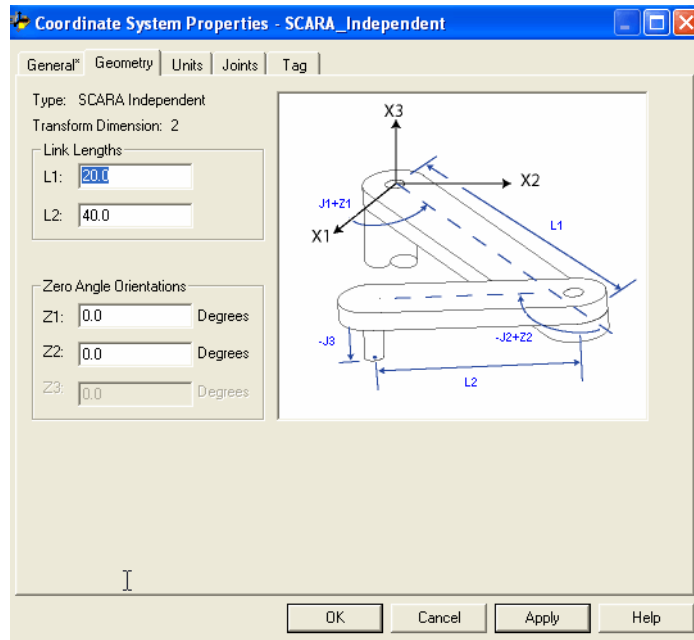 Coordinate System Properties - SCARA_Independent
General* Geometry Units Joints Tag
Type: SCARA Independent
Transform Dimension: 2
Link Lengths
L1: 20.0
L2: 40.0
Zero Angle Orientations
Z1: 0.0 Degrees
Z2: 0.0 Degrees
Z3: 0.0 Degrees
X3
X2
J1+Z1
L1
X1
-J3
-J2+Z2
L2
OK Cancel Apply Help